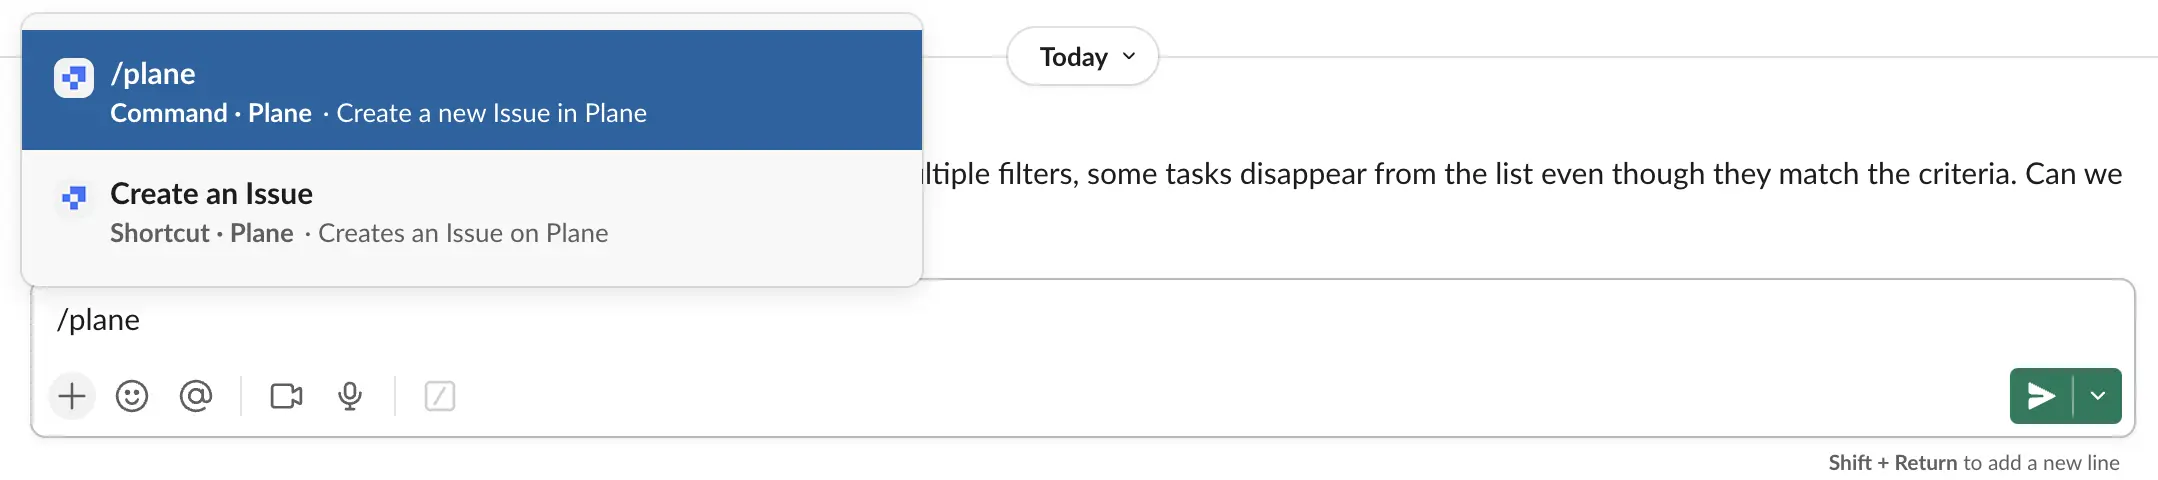 /plane
Command · Plane · Create a new Issue in Plane
Create an Issue
Shortcut · Plane · Creates an Issue on Plane
Today
filters, some tasks disappear from the list even though they match the criteria. Can we
/plane
Shift + Return to add a new line